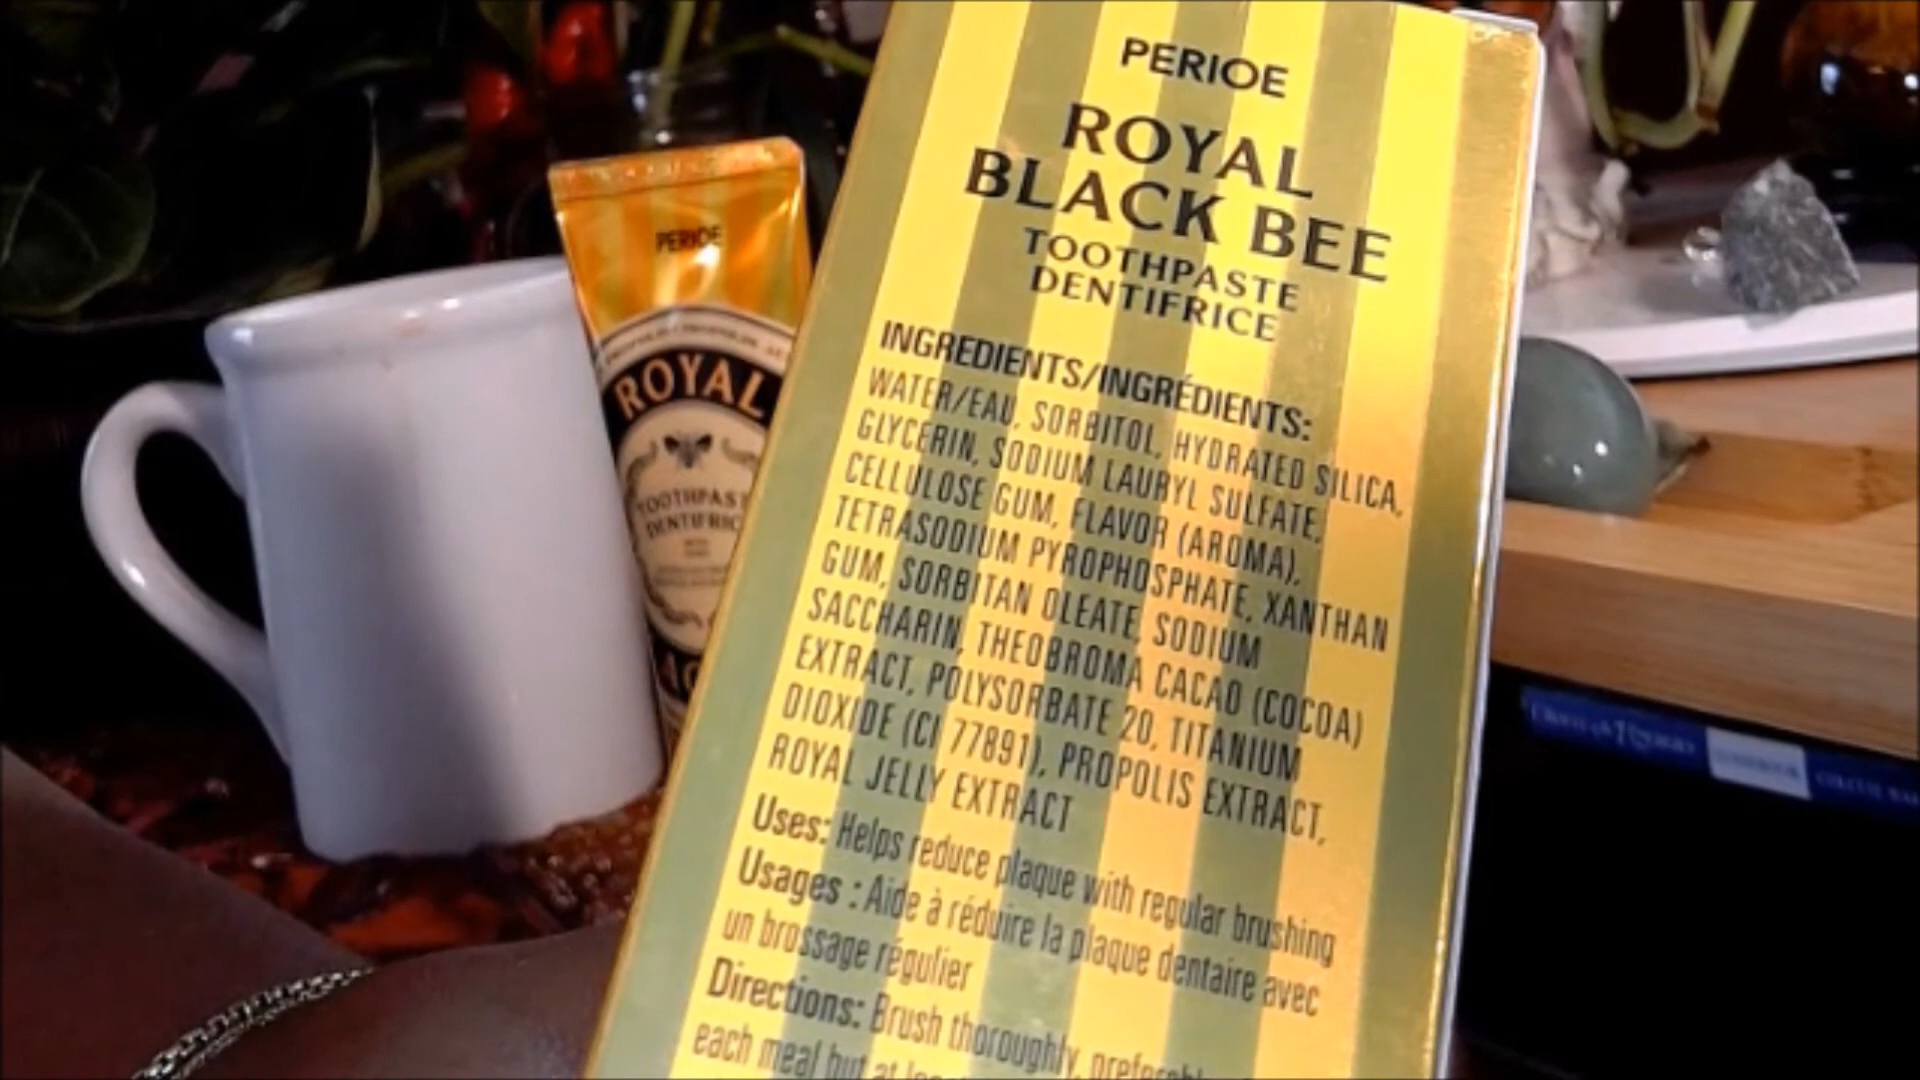 PERIOE
ROYAL
BLACK BEE
TOOTHPASTE
DENTIFRICE
INGREDIENTS/INGRÉDIENTS:
WATER/EAU, SORBITOL, HYDRATED SILICA,
GLYCERIN, SODIUM LAURYL SULFATE,
CELLULOSE GUM, FLAVOR (AROMA),
TETRASODIUM PYROPHOSPHATE, XANTHAN
GUM, SORBITAN OLEATE, SODIUM
SACCHARIN, THEOBROMA CACAO (COCOA)
EXTRACT, POLYSORBATE 20, TITANIUM
DIOXIDE (CI 77891), PROPOLIS EXTRACT,
ROYAL JELLY EXTRACT
Uses: Helps reduce plaque with regular brushing
Usages : Aide à réduire la plaque dentaire avec
un brossage régulier
Directions: Brush thoroughly,
each meal but at
PERIOE
ROYAL
TOOTHPAST
DENTIFRIC